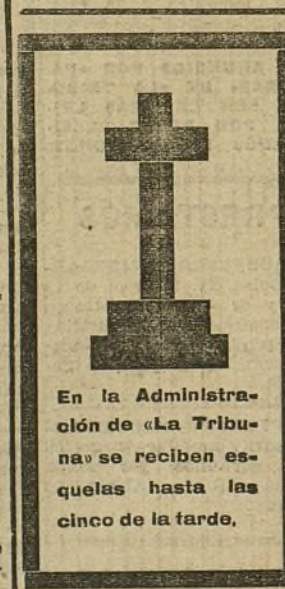 En la Administra-
ción de «La Tribu-
na» se reciben es-
quelas hasta las
cinco de la tarde.